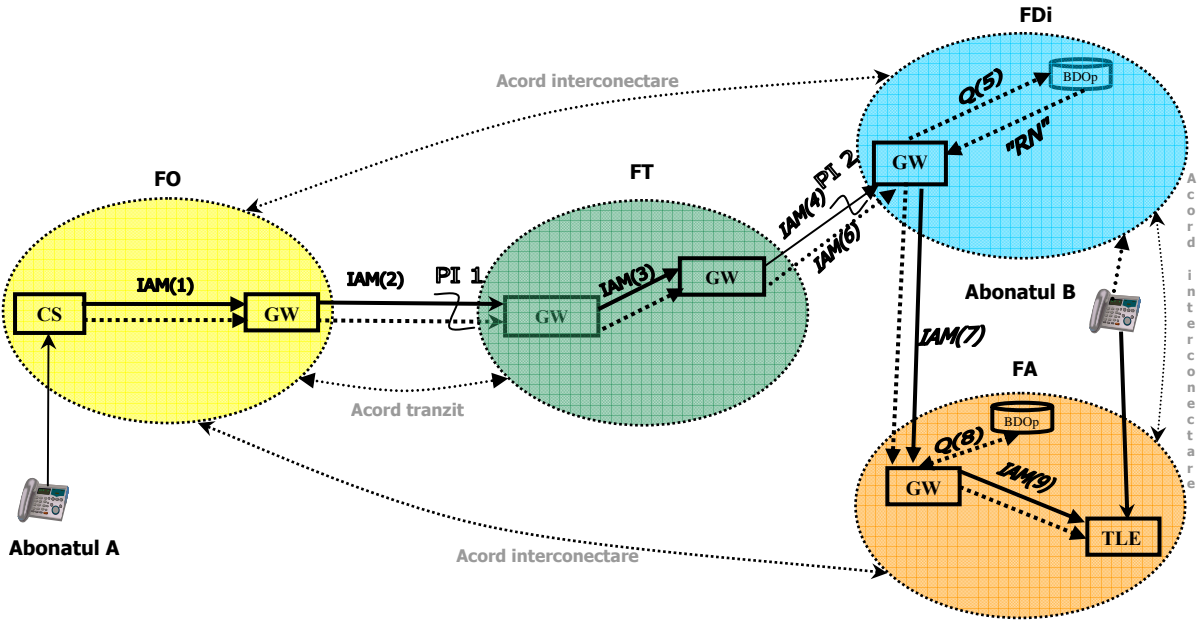 FDi
Acord interconectare
BDOp
Q(5)
"RN"
GW
PI 2
FO
FT
IAM(4)
IAM(6)
Acord interconectare
IAM(1)
IAM(2)
PI 1
IAM(3)
GW
CS
GW
GW
Abonatul B
IAM(7)
FA
Acord tranzit
BDOp
Q(8)
IAM(9)
GW
TLE
Abonatul A
Acord interconectare